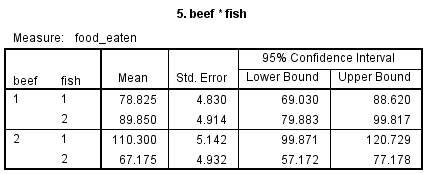 5. beef * fish
Measure: food_eaten
95% Confidence Interval
beef fish Mean Std. Error Lower Bound Upper Bound
1 1 78.825 4.830 69.030 88.620
2 89.850 4.914 79.883 99.817
2 1 110.300 5.142 99.871 120.729
2 67.175 4.932 57.172 77.178